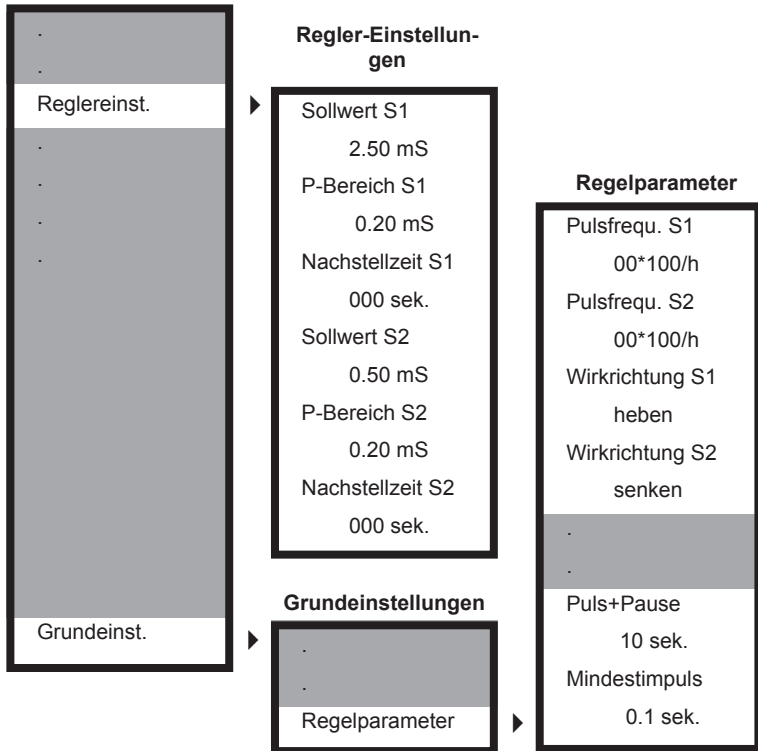 .
.
Reglereinst.
.
.
.
.
Grundeinst.
Regler-Einstellun-
gen
Sollwert S1
2.50 mS
P-Bereich S1
0.20 mS
Nachstellzeit S1
000 sek.
Sollwert S2
0.50 mS
P-Bereich S2
0.20 mS
Nachstellzeit S2
000 sek.
Grundeinstellungen
.
.
Regelparameter
Regelparameter
Pulsfrequ. S1
00*100/h
Pulsfrequ. S2
00*100/h
Wirkrichtung S1
heben
Wirkrichtung S2
senken
.
.
Puls+Pause
10 sek.
Mindestimpuls
0.1 sek.